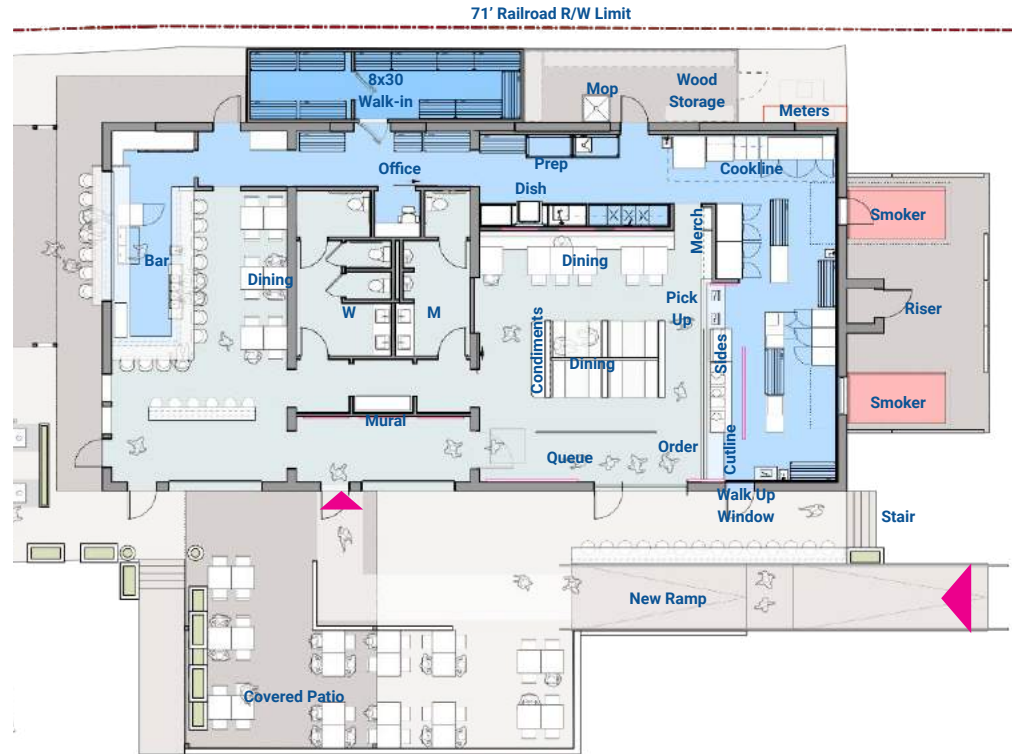 71' Railroad R/W Limit
8x30
Walk-in
Mop
Wood
Storage
Meters
Office
Prep
Cookline
Dish
Smoker
Merch
Bar
Dining
Dining
Pick
Up
Riser
W
M
Condiments
Dining
Sides
Smoker
Mural
Queue
Order
Cutline
Walk Up
Window
Stair
New Ramp
Covered Patio